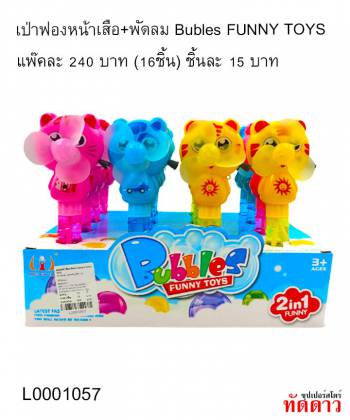 เป่าฟองหน้าเสือ+พัดลม Bubles FUNNY TOYS
แพ๊คละ 240 บาท (16ชิ้น) ชิ้นละ 15 บาท
Bubbles
FUNNY TOYS
3+
AGES
2in1
FUNNY
LATEST
L0001057
ซุปเปอร์สโตร์
ทัดดาว